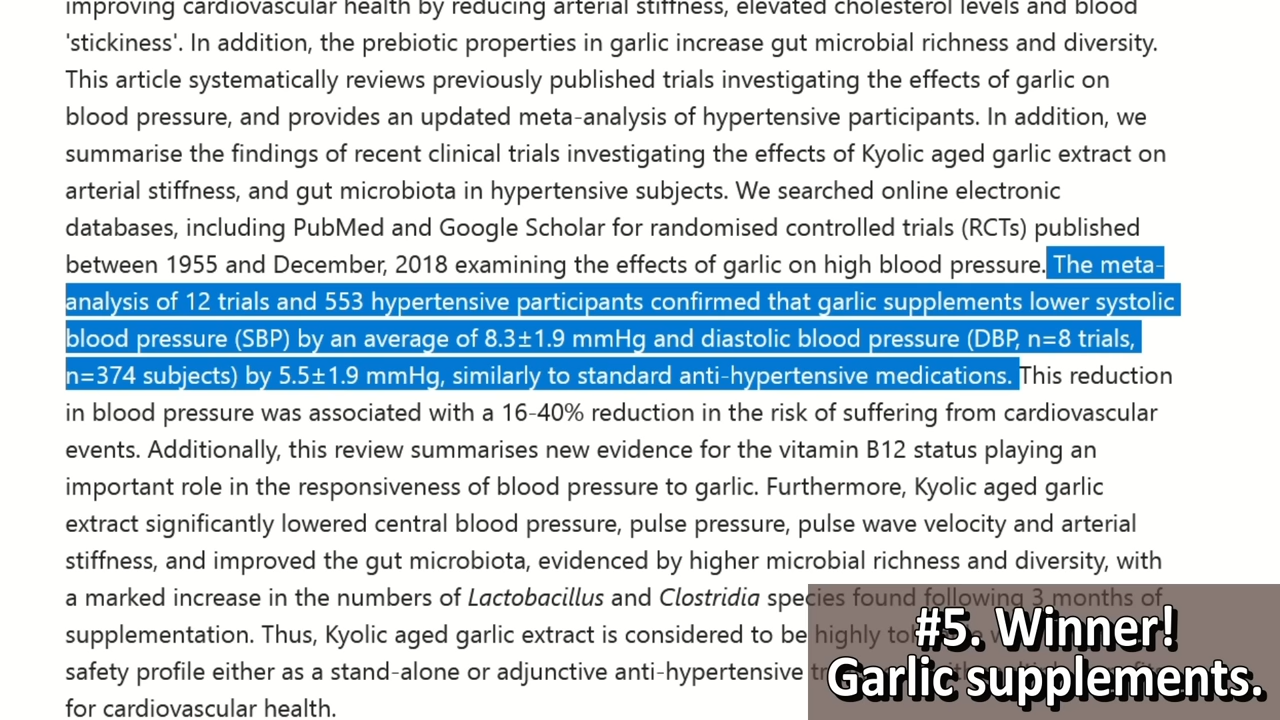 improving cardiovascular health by reducing arterial stiffness, elevated cholesterol levels and blood
'stickiness'. In addition, the prebiotic properties in garlic increase gut microbial richness and diversity.
This article systematically reviews previously published trials investigating the effects of garlic on
blood pressure, and provides an updated meta-analysis of hypertensive participants. In addition, we
summarise the findings of recent clinical trials investigating the effects of Kyolic aged garlic extract on
arterial stiffness, and gut microbiota in hypertensive subjects. We searched online electronic
databases, including PubMed and Google Scholar for randomised controlled trials (RCTs) published
between 1955 and December, 2018 examining the effects of garlic on high blood pressure. The meta-
analysis of 12 trials and 553 hypertensive participants confirmed that garlic supplements lower systolic
blood pressure (SBP) by an average of 8.3±1.9 mmHg and diastolic blood pressure (DBP, n=8 trials,
n=374 subjects) by 5.5±1.9 mmHg, similarly to standard anti-hypertensive medications. This reduction
in blood pressure was associated with a 16-40% reduction in the risk of suffering from cardiovascular
events. Additionally, this review summarises new evidence for the vitamin B12 status playing an
important role in the responsiveness of blood pressure to garlic. Furthermore, Kyolic aged garlic
extract significantly lowered central blood pressure, pulse pressure, pulse wave velocity and arterial
stiffness, and improved the gut microbiota, evidenced by higher microbial richness and diversity, with
a marked increase in the numbers of Lactobacillus and Clostridia species found following 3 months of
supplementation. Thus, Kyolic aged garlic extract is considered to be highly
safety profile either as a stand-alone or adjunctive anti-hypertensive
for cardiovascular health.
#5. Winner!
Garlic supplements.